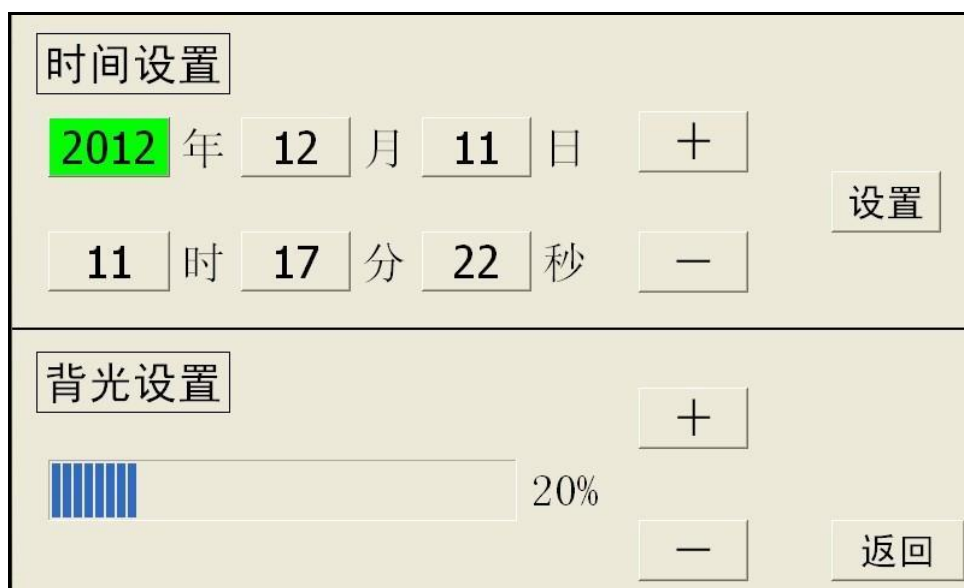 时间设置
2012 年 12 月 11 日 +
设置
11 时 17 分 22 秒 －
背光设置
+
20%
－ 返回